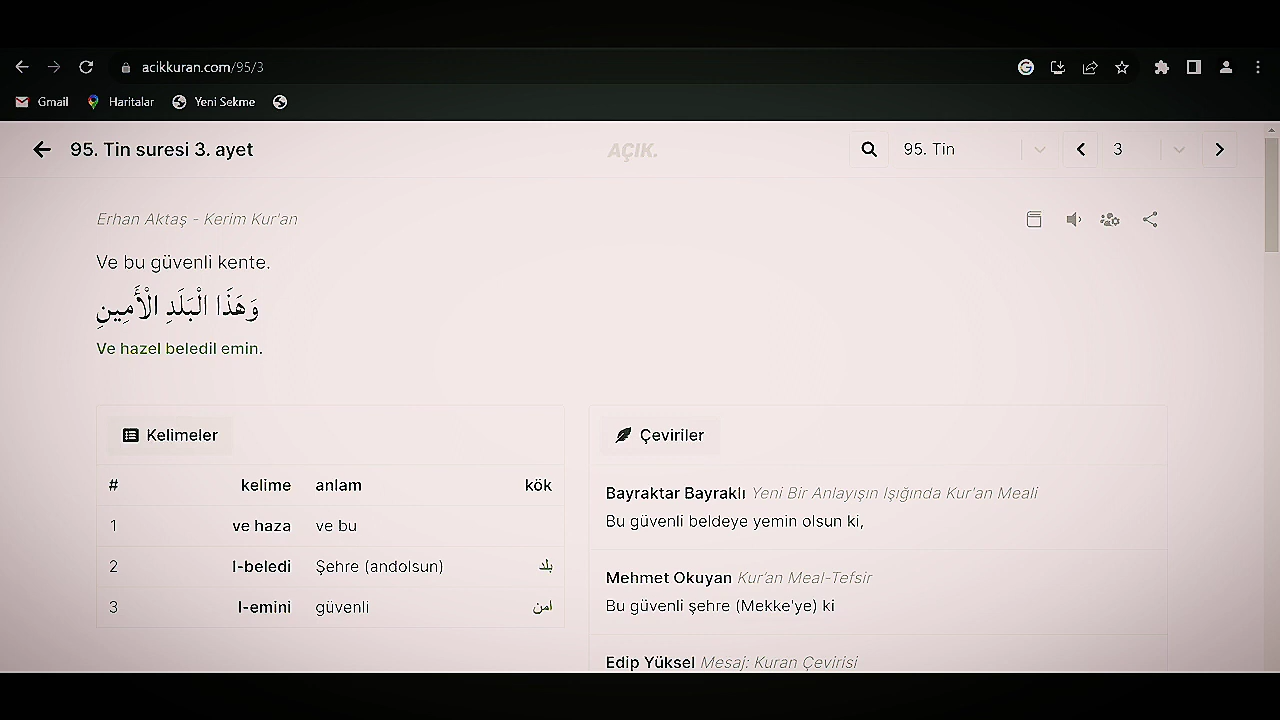 acikkuran.com/95/3
Gmail Haritalar Yeni Sekme
95. Tin suresi 3. ayet AÇIK. 95. Tin 3
Erhan Aktaş - Kerim Kur'an
Ve bu güvenli kente.
وَهَذَا الْبَلَدِ الْأَمِينِ
Ve hazel beledil emin.
Kelimeler
# kelime anlam kök
1 ve haza ve bu
2 l-beledi Şehre (andolsun) بلد
3 l-emini güvenli امن
Çeviriler
Bayraktar Bayraklı Yeni Bir Anlayışın Işığında Kur'an Meali
Bu güvenli beldeye yemin olsun ki,
Mehmet Okuyan Kur'an Meal-Tefsir
Bu güvenli şehre (Mekke'ye) ki
Edip Yüksel Mesaj: Kuran Çevirisi